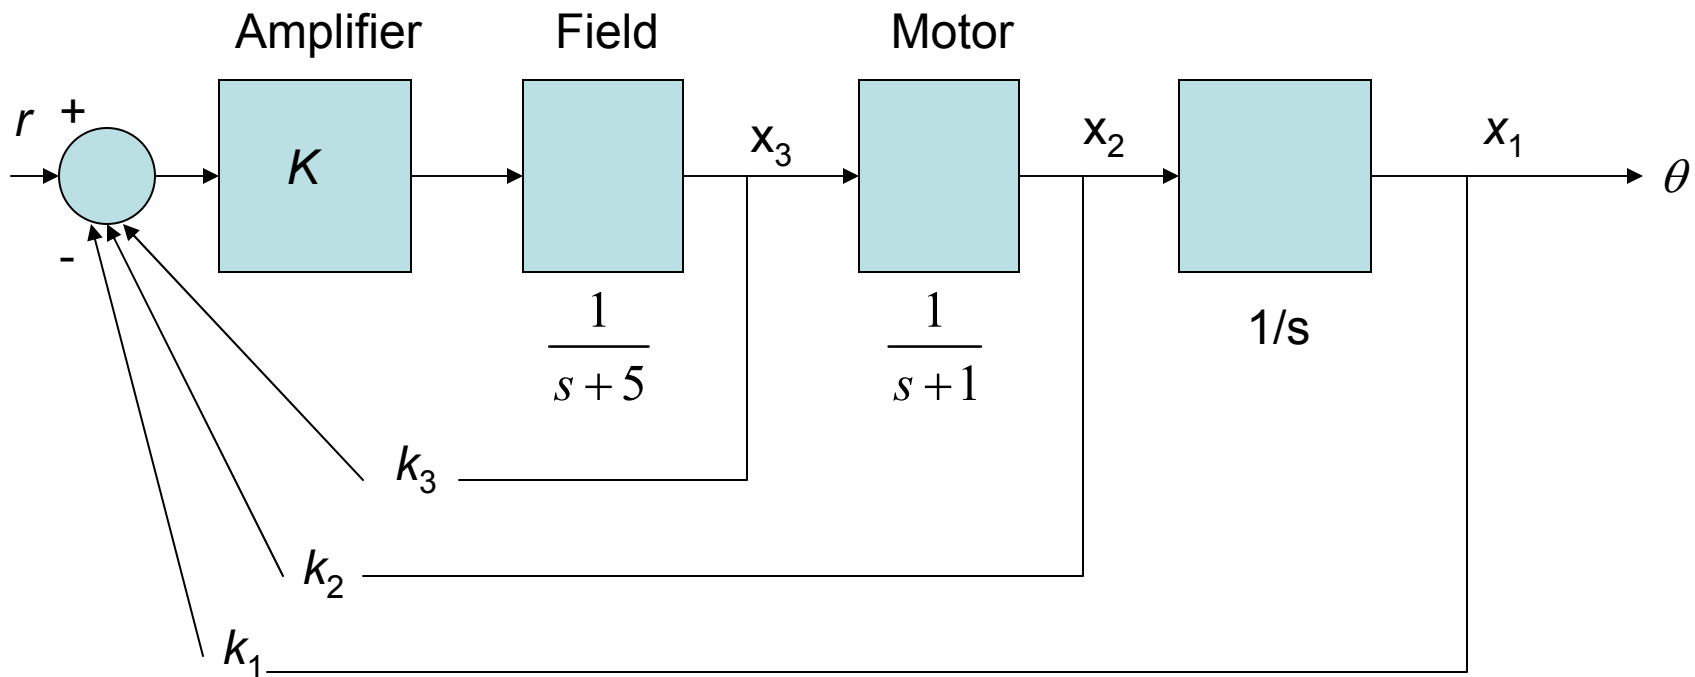 Amplifier Field Motor
r + K x₃ x₂ x₁ θ
-
1/(s + 5) 1/(s + 1) 1/s
k₃
k₂
k₁